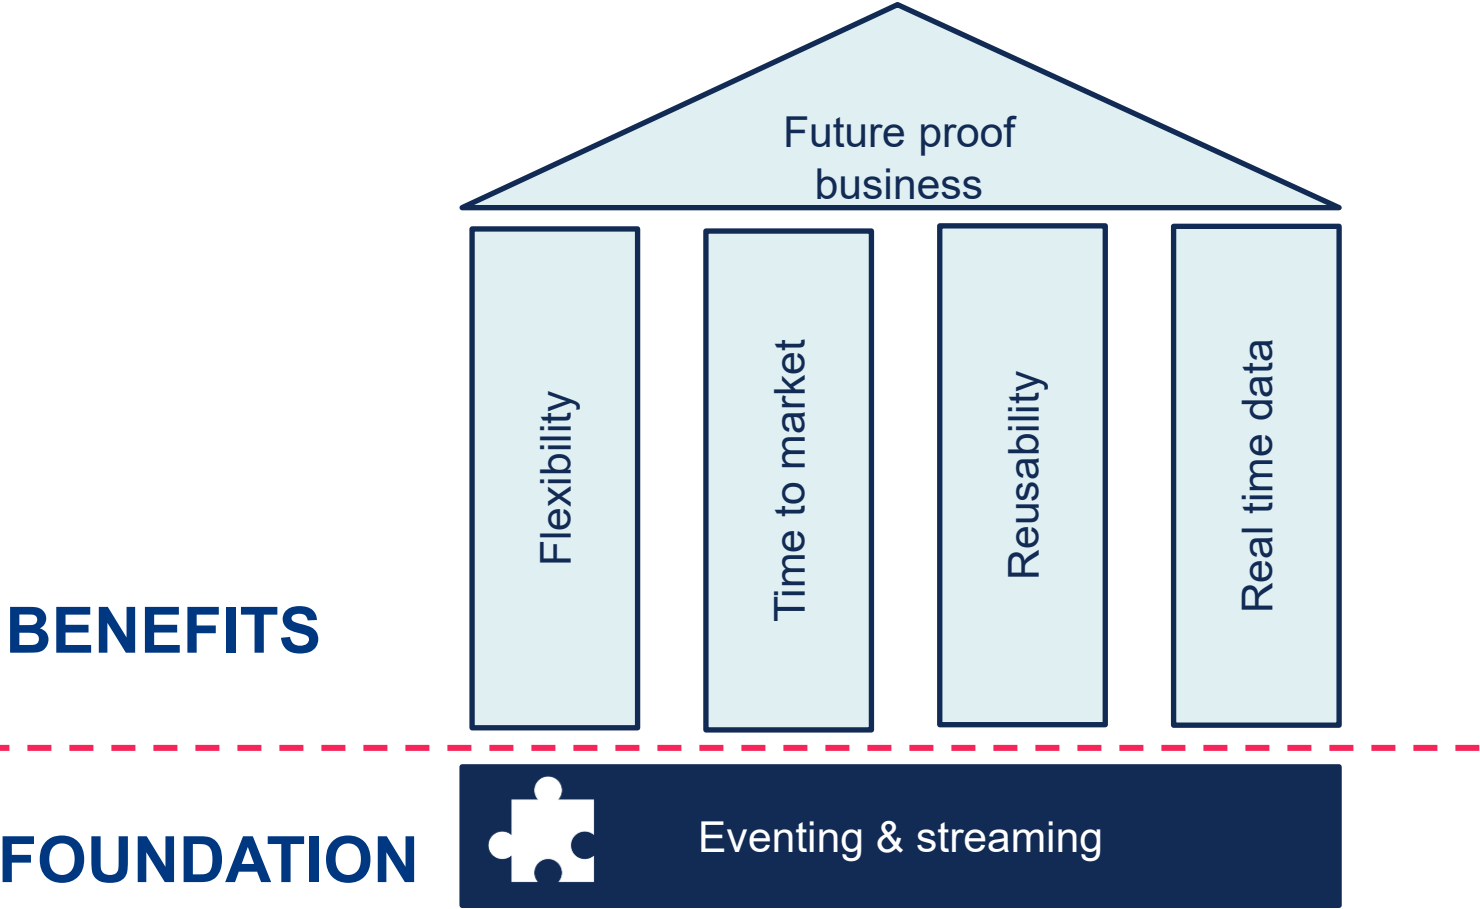 Future proof
business
Flexibility
Time to market
Reusability
Real time data
BENEFITS
Eventing & streaming
FOUNDATION